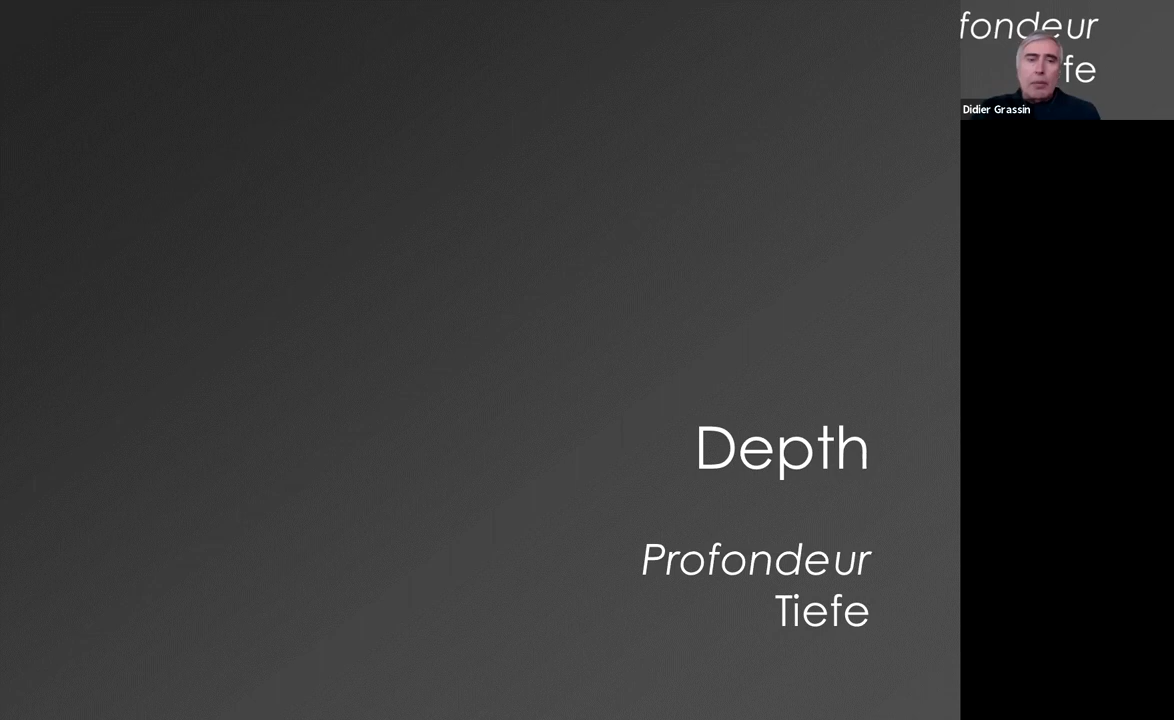 Depth
Profondeur
Tiefe
fondeur
fe
Didier Grassin